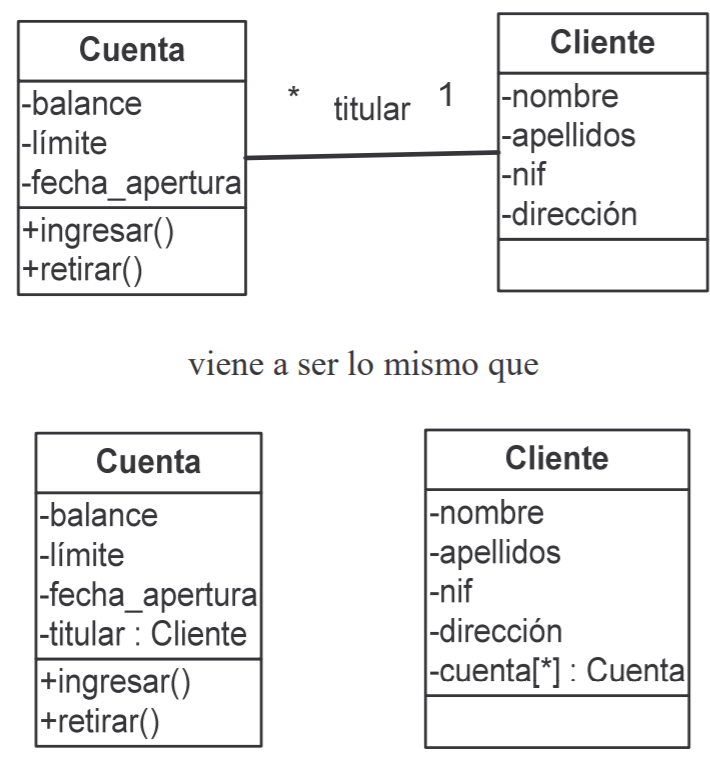 Cuenta
-balance
-límite
-fecha_apertura
+ingresar()
+retirar()
* titular 1
Cliente
-nombre
-apellidos
-nif
-dirección
viene a ser lo mismo que
Cuenta
-balance
-límite
-fecha_apertura
-titular : Cliente
+ingresar()
+retirar()
Cliente
-nombre
-apellidos
-nif
-dirección
-cuenta[*] : Cuenta